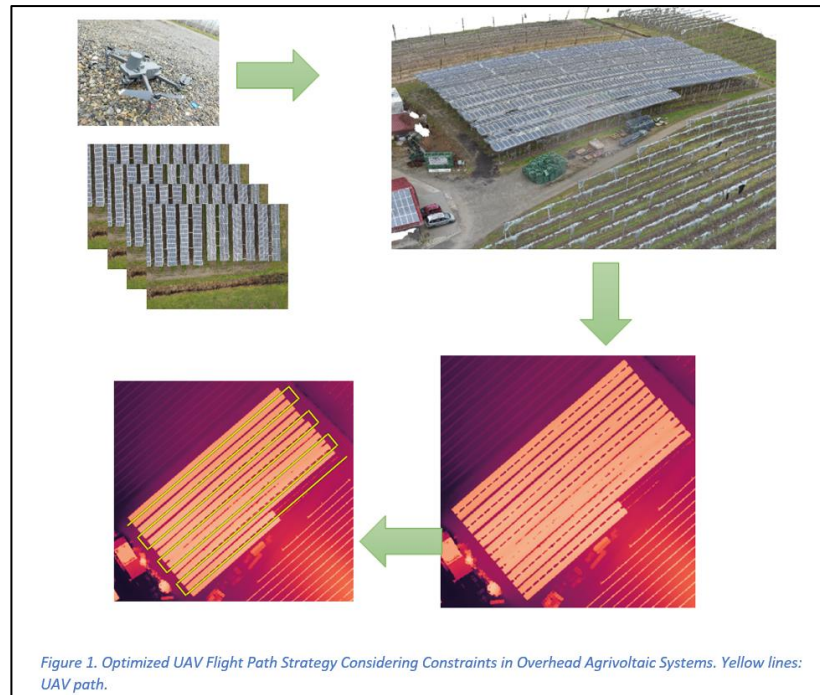 Figure 1. Optimized UAV Flight Path Strategy Considering Constraints in Overhead Agrivoltaic Systems. Yellow lines:
UAV path.